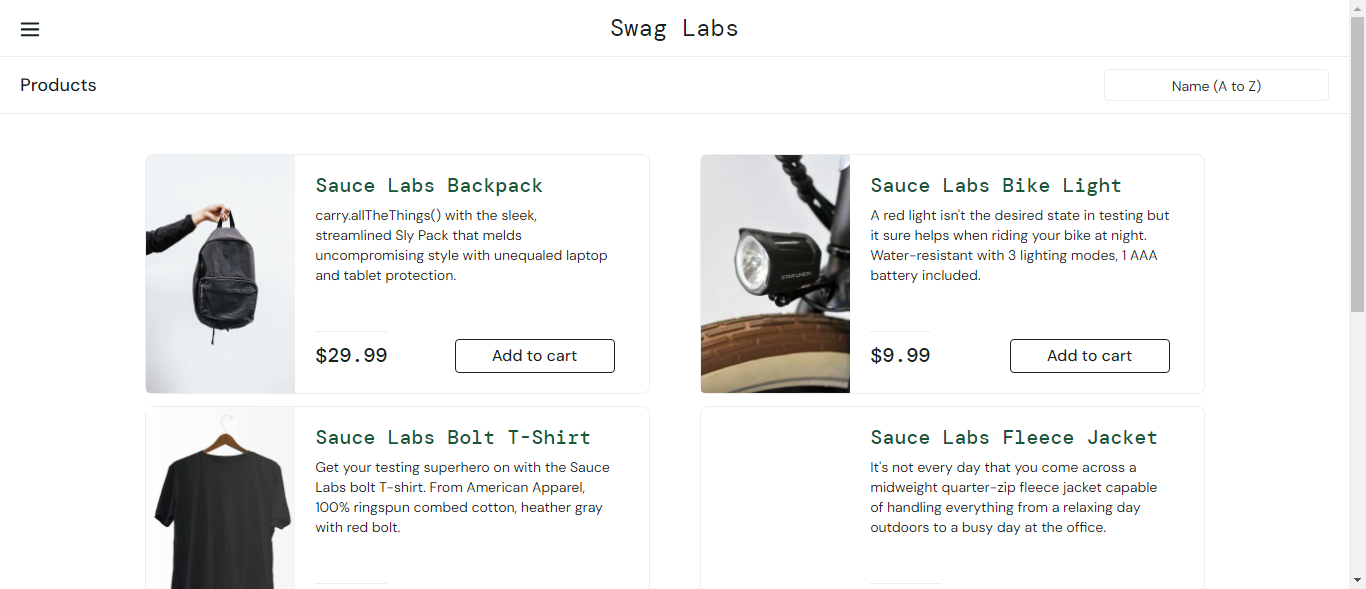 Swag Labs
Products
Name (A to Z)
Sauce Labs Backpack
carry.allTheThings() with the sleek,
streamlined Sly Pack that melds
uncompromising style with unequaled laptop
and tablet protection.
$29.99
Add to cart
Sauce Labs Bike Light
A red light isn't the desired state in testing but
it sure helps when riding your bike at night.
Water-resistant with 3 lighting modes, 1 AAA
battery included.
$9.99
Add to cart
STAR UNION
Sauce Labs Bolt T-Shirt
Get your testing superhero on with the Sauce
Labs bolt T-shirt. From American Apparel,
100% ringspun combed cotton, heather gray
with red bolt.
Sauce Labs Fleece Jacket
It's not every day that you come across a
midweight quarter-zip fleece jacket capable
of handling everything from a relaxing day
outdoors to a busy day at the office.